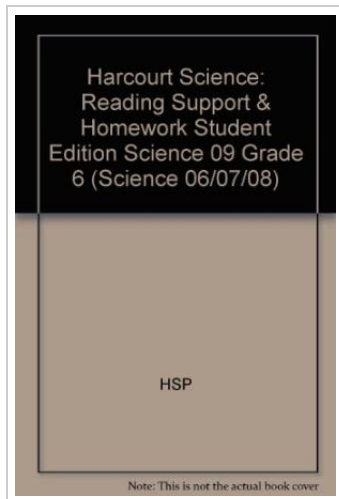 Harcourt Science:
Reading Support &
Homework Student
Edition Science 09 Grade
6 (Science 06/07/08)
HSP
Note: This is not the actual book cover